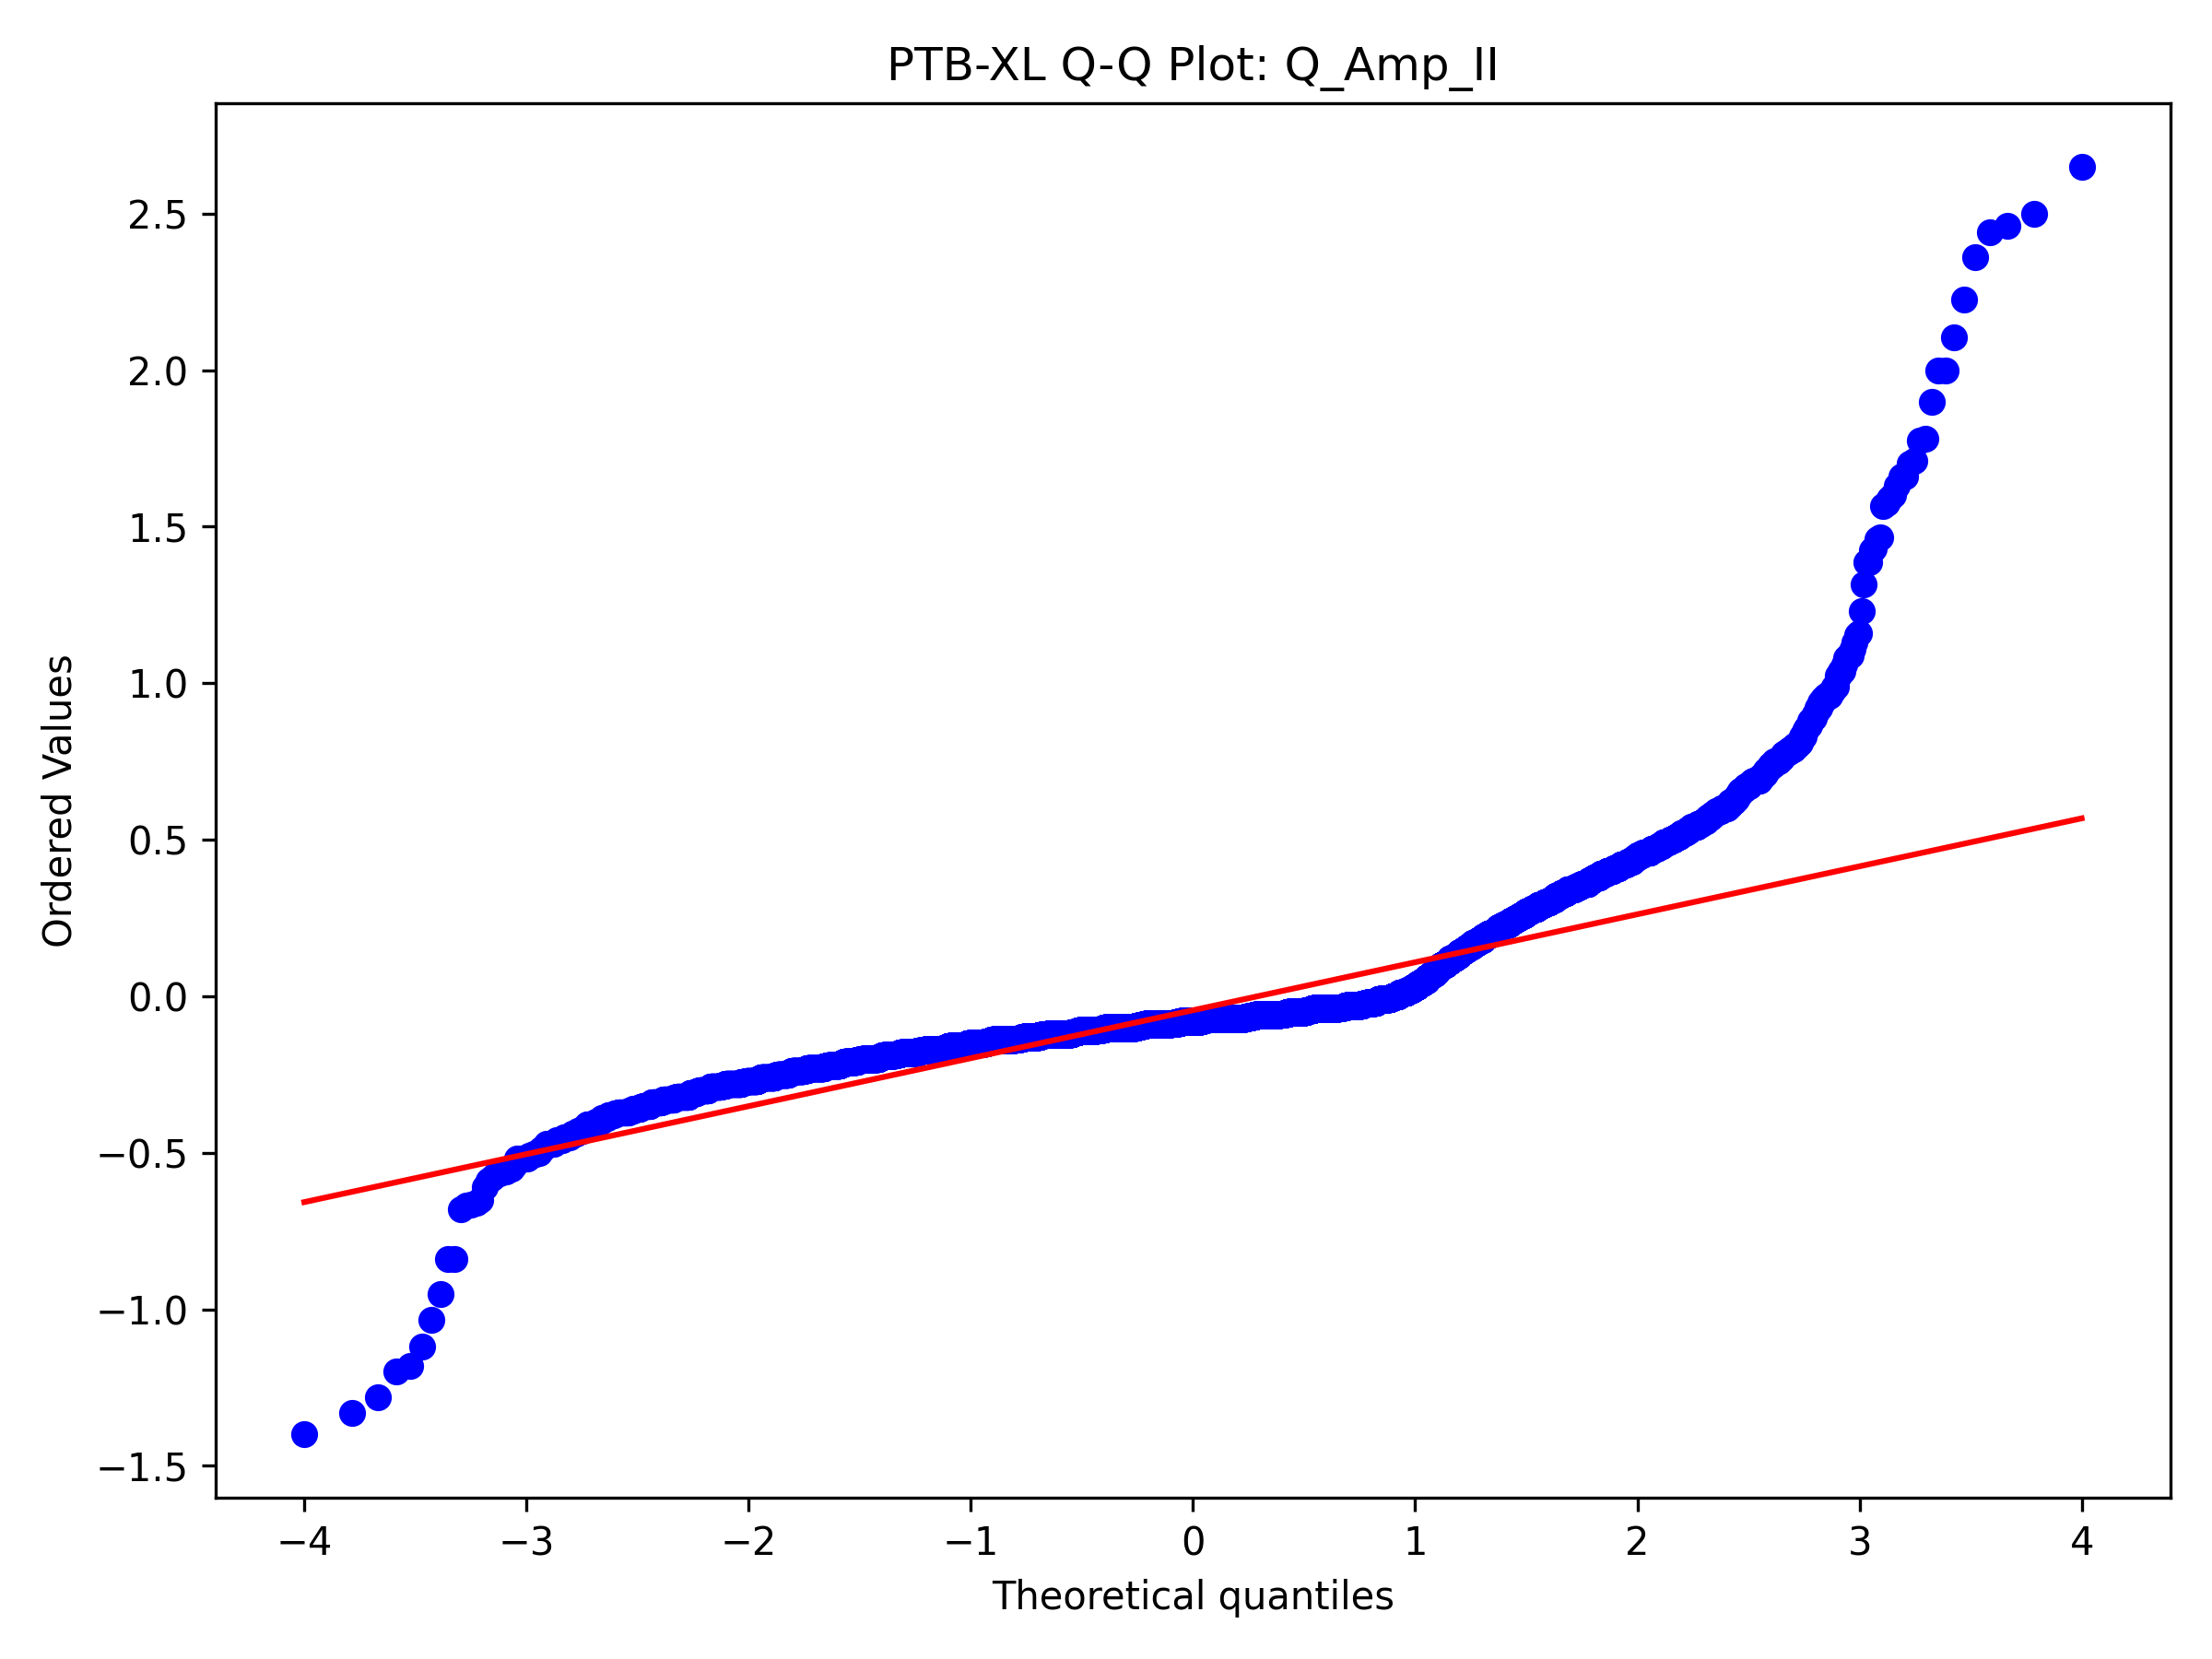 PTB-XL Q-Q Plot: Q_Amp_II
Ordered Values
2.5
2.0
1.5
1.0
0.5
0.0
−0.5
−1.0
−1.5
−4 −3 −2 −1 0 1 2 3 4
Theoretical quantiles